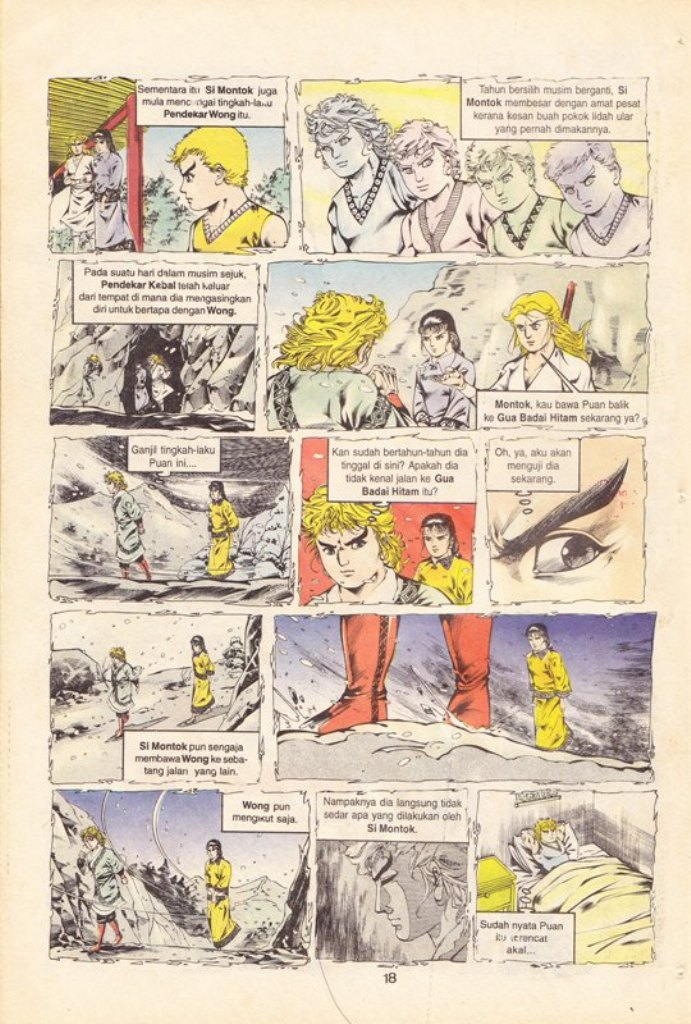 Sementara itu Si Montok juga
mula mencurigai tingkah-laku
Pendekar Wong itu.
Tahun bersilih musim berganti, Si
Montok membesar dengan amat pesat
kerana kesan buah pokok lidah ular
yang pernah dimakannya.
Pada suatu hari dalam musim sejuk,
Pendekar Kebal telah keluar
dari tempat di mana dia mengasingkan
diri untuk bertapa dengan Wong.
Montok, kau bawa Puan balik
ke Gua Badai Hitam sekarang ya?
Ganjil tingkah-laku
Puan ini....
Kan sudah bertahun-tahun dia
tinggal di sini? Apakah dia
tidak kenal jalan ke Gua
Badai Hitam itu?
Oh, ya, aku akan
menguji dia
sekarang.
Si Montok pun sengaja
membawa Wong ke seba-
tang jalan yang lain.
Wong pun
mengikut saja.
Nampaknya dia langsung tidak
sedar apa yang dilakukan oleh
Si Montok.
Sudah nyata Puan
itu terencat
akal...
18